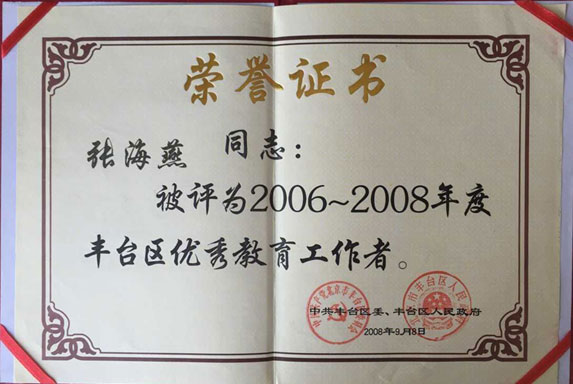 荣誉证书
张海燕 同志：
被评为2006~2008年度
丰台区优秀教育工作者。
中共丰台区委、丰台区人民政府
2008年9月8日